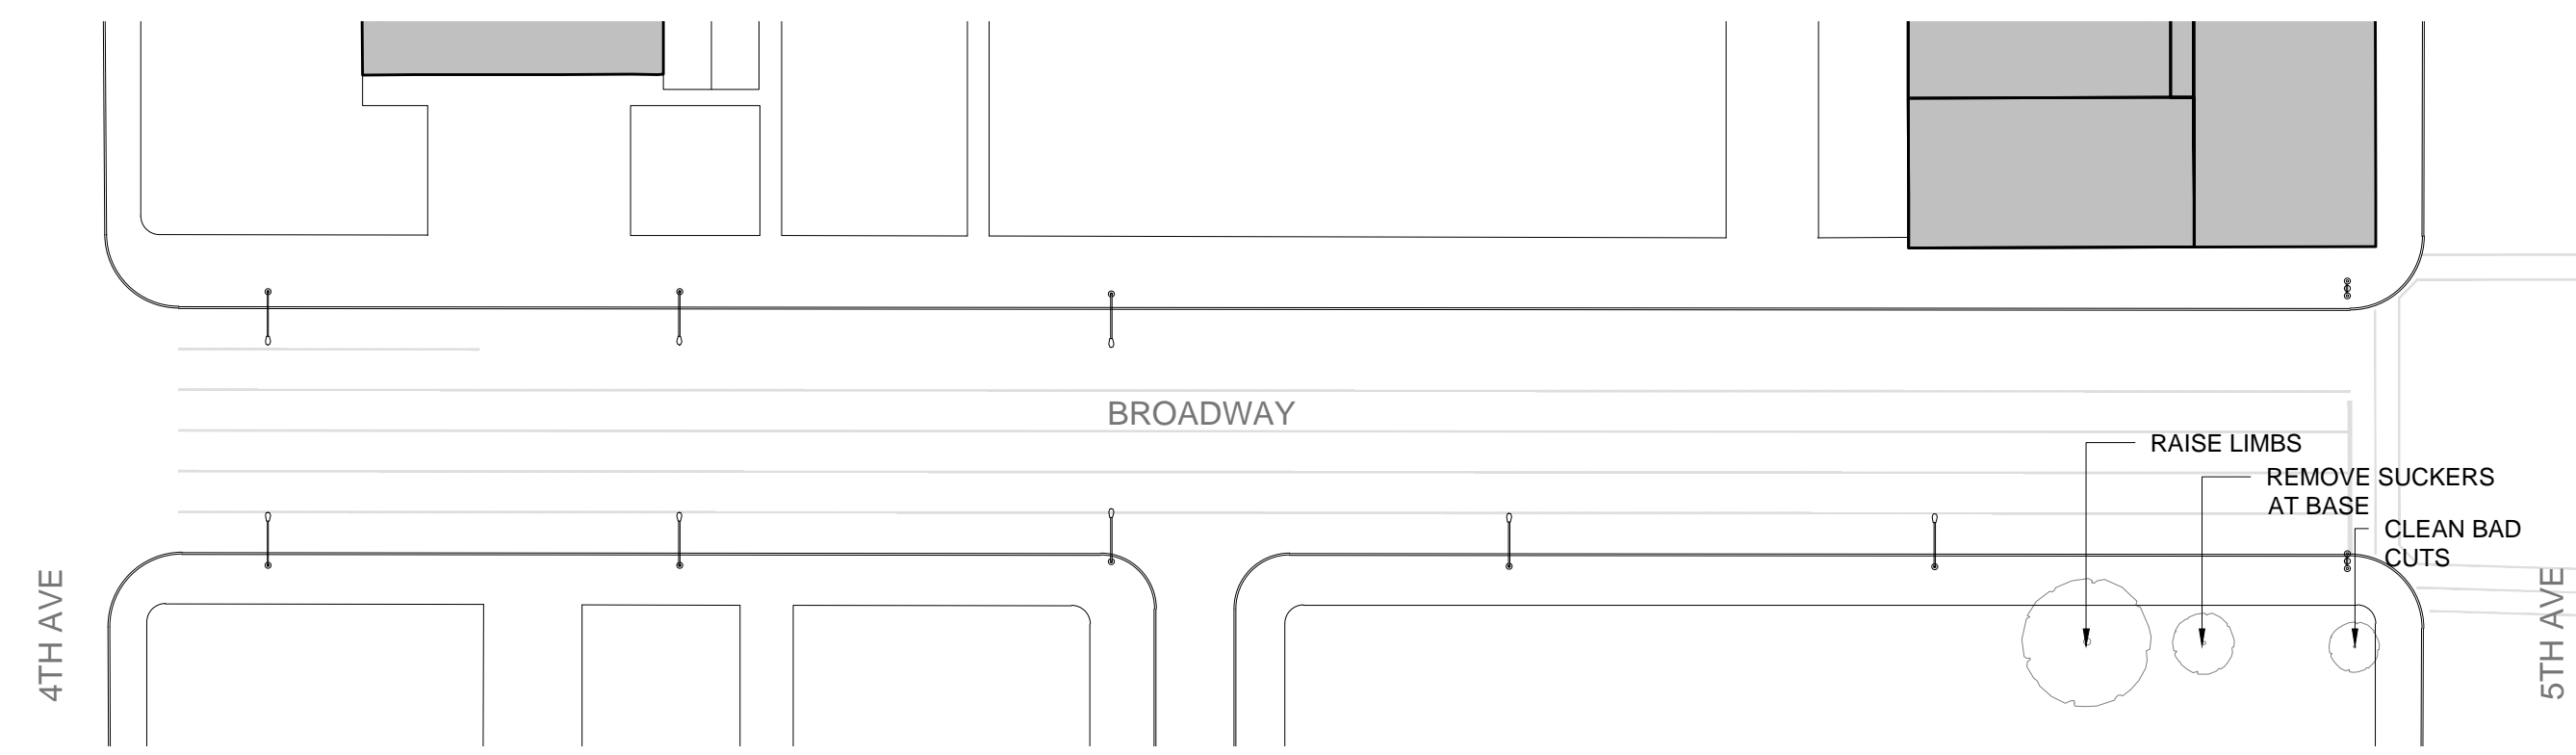 BROADWAY
RAISE LIMBS
REMOVE SUCKERS
AT BASE
CLEAN BAD
CUTS
4TH AVE
5TH AVE